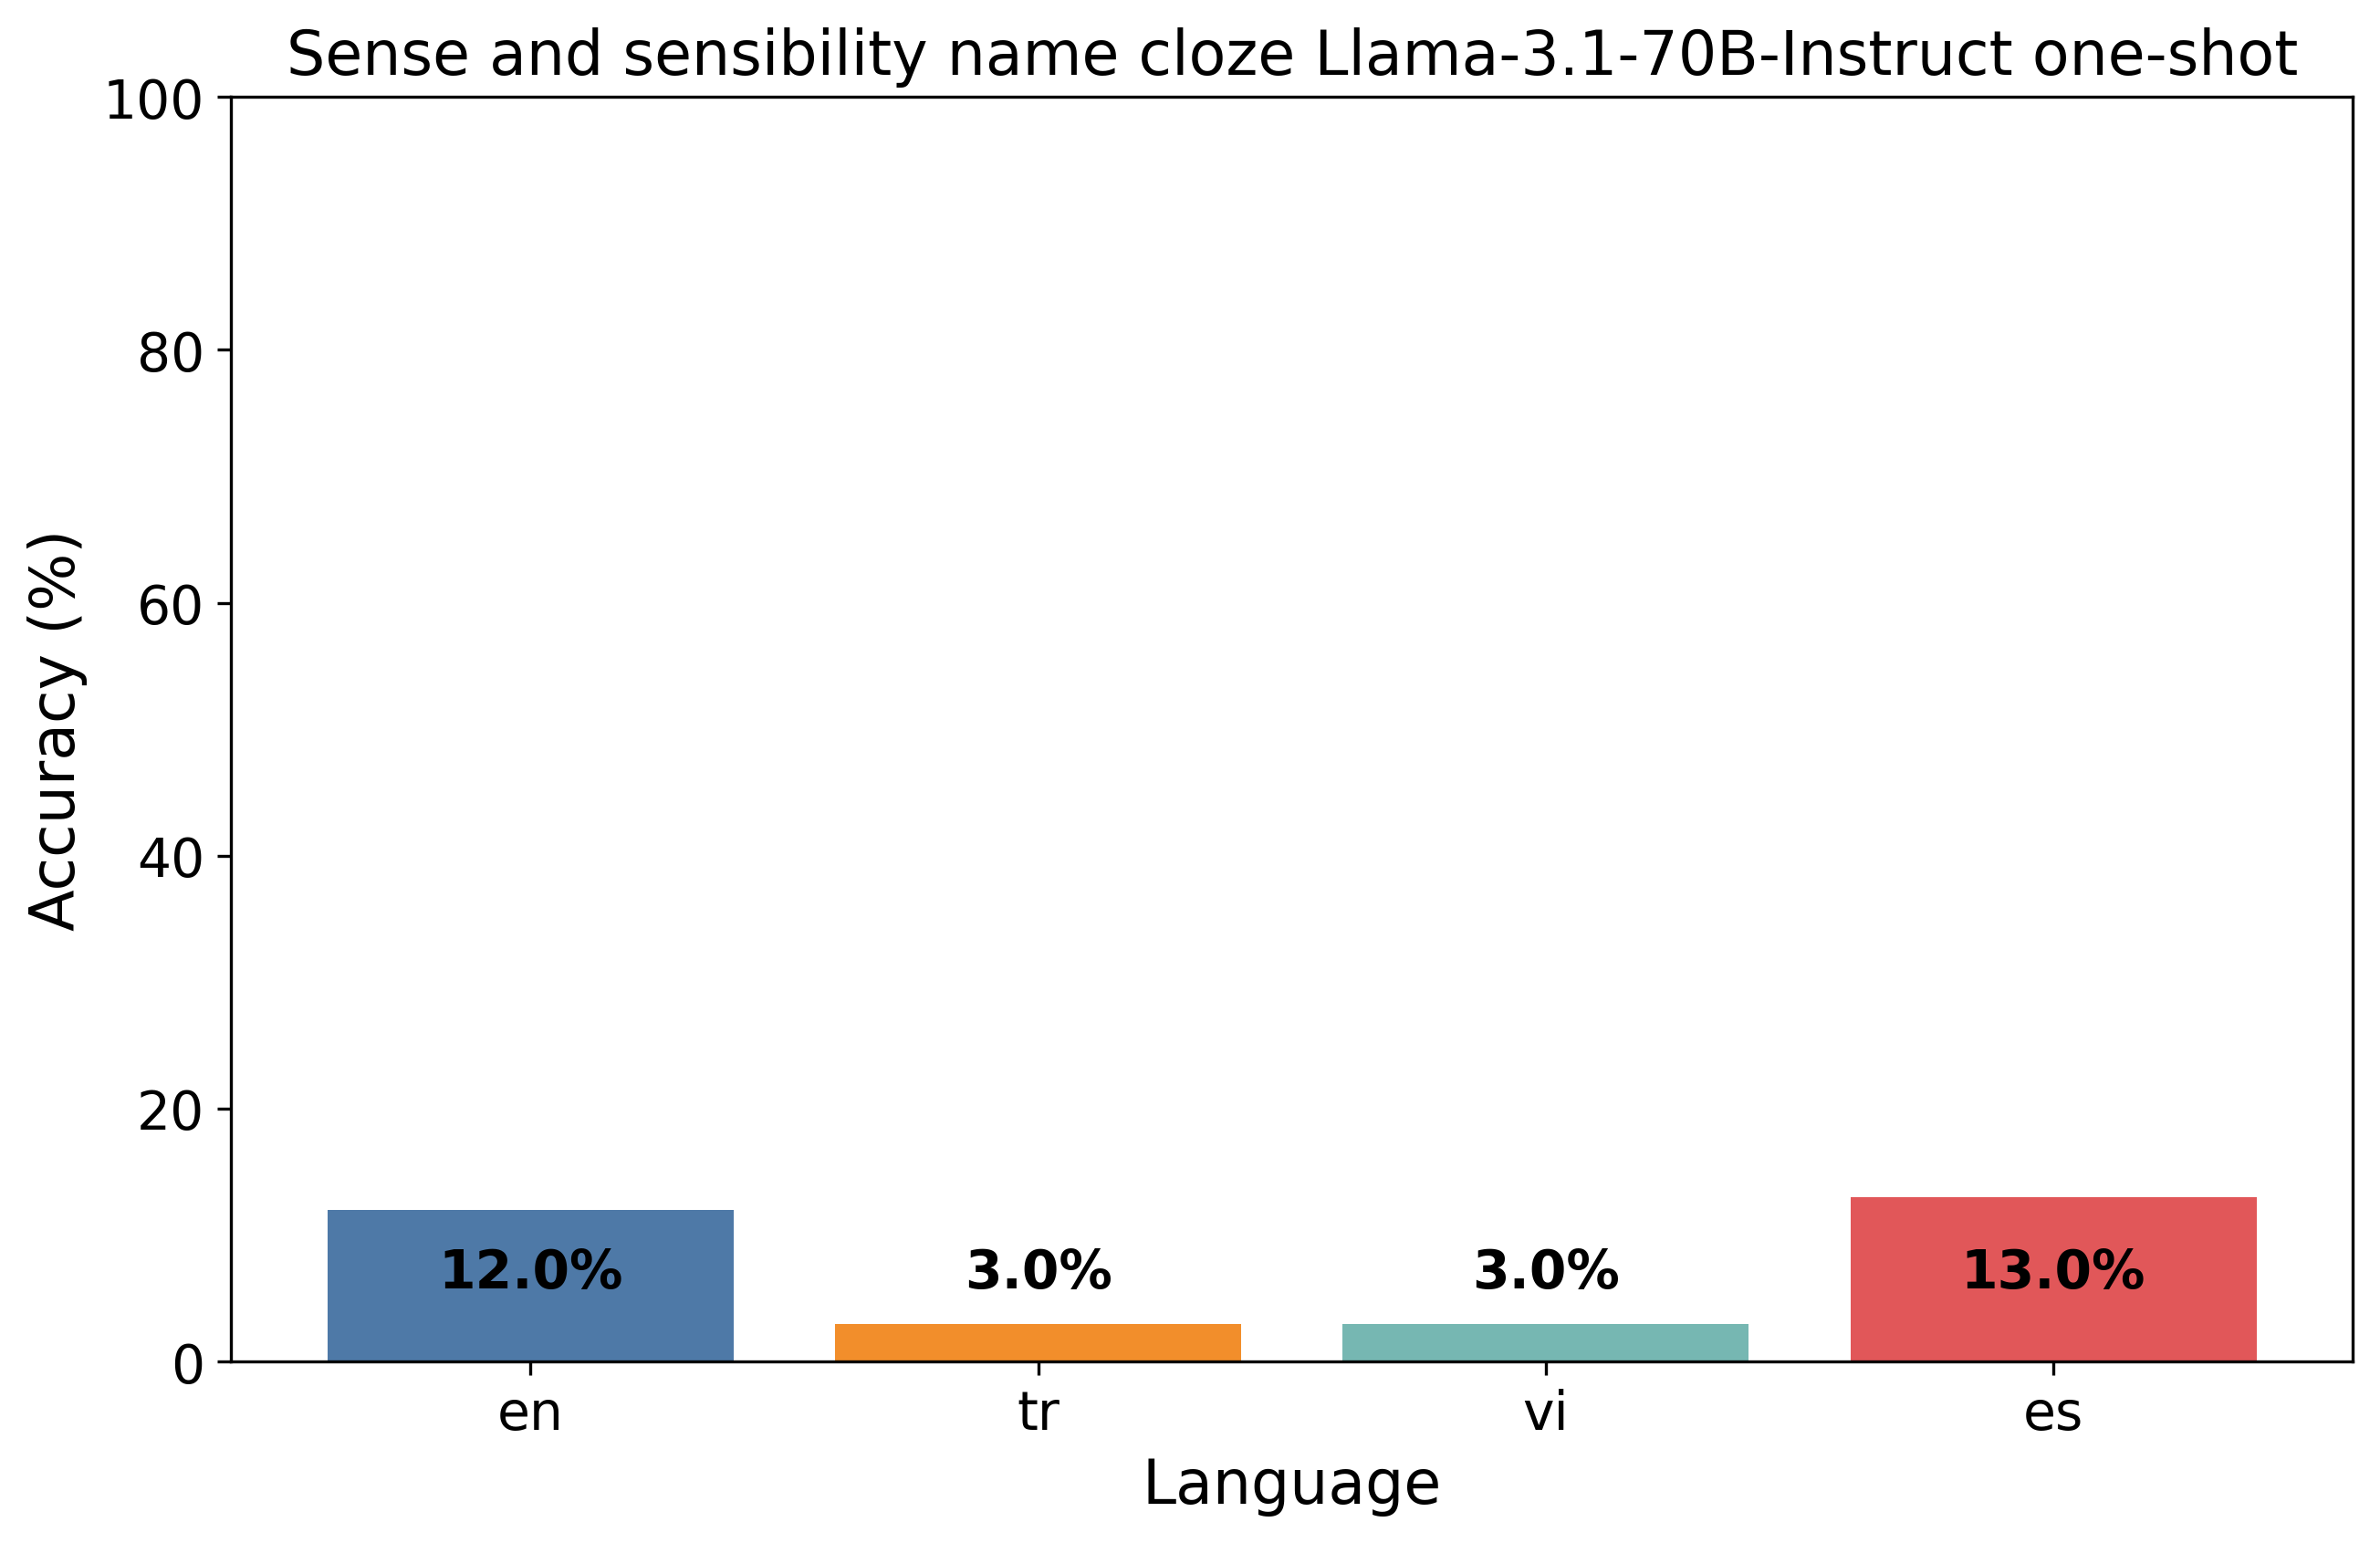 Sense and sensibility name cloze Llama-3.1-70B-Instruct one-shot
100
80
60
40
20
0
Accuracy (%)
12.0%
3.0%
3.0%
13.0%
en
tr
vi
es
Language